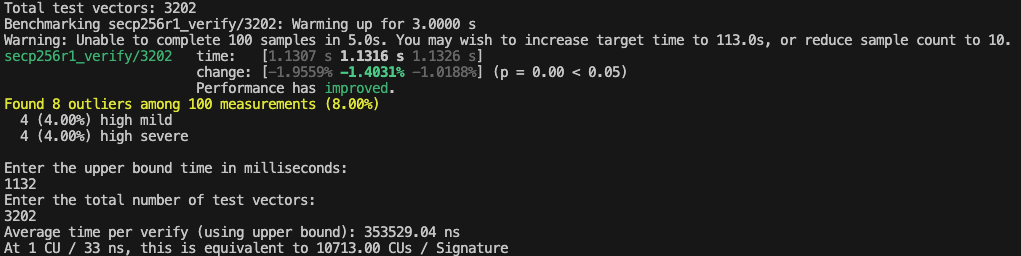 Total test vectors: 3202
Benchmarking secp256r1_verify/3202: Warming up for 3.0000 s
Warning: Unable to complete 100 samples in 5.0s. You may wish to increase target time to 113.0s, or reduce sample count to 10.
secp256r1_verify/3202   time:   [1.1307 s 1.1316 s 1.1326 s]
                        change: [-1.9559% -1.4031% -1.0188%] (p = 0.00 < 0.05)
                        Performance has improved.
Found 8 outliers among 100 measurements (8.00%)
  4 (4.00%) high mild
  4 (4.00%) high severe

Enter the upper bound time in milliseconds:
1132
Enter the total number of test vectors:
3202
Average time per verify (using upper bound): 353529.04 ns
At 1 CU / 33 ns, this is equivalent to 10713.00 CUs / Signature